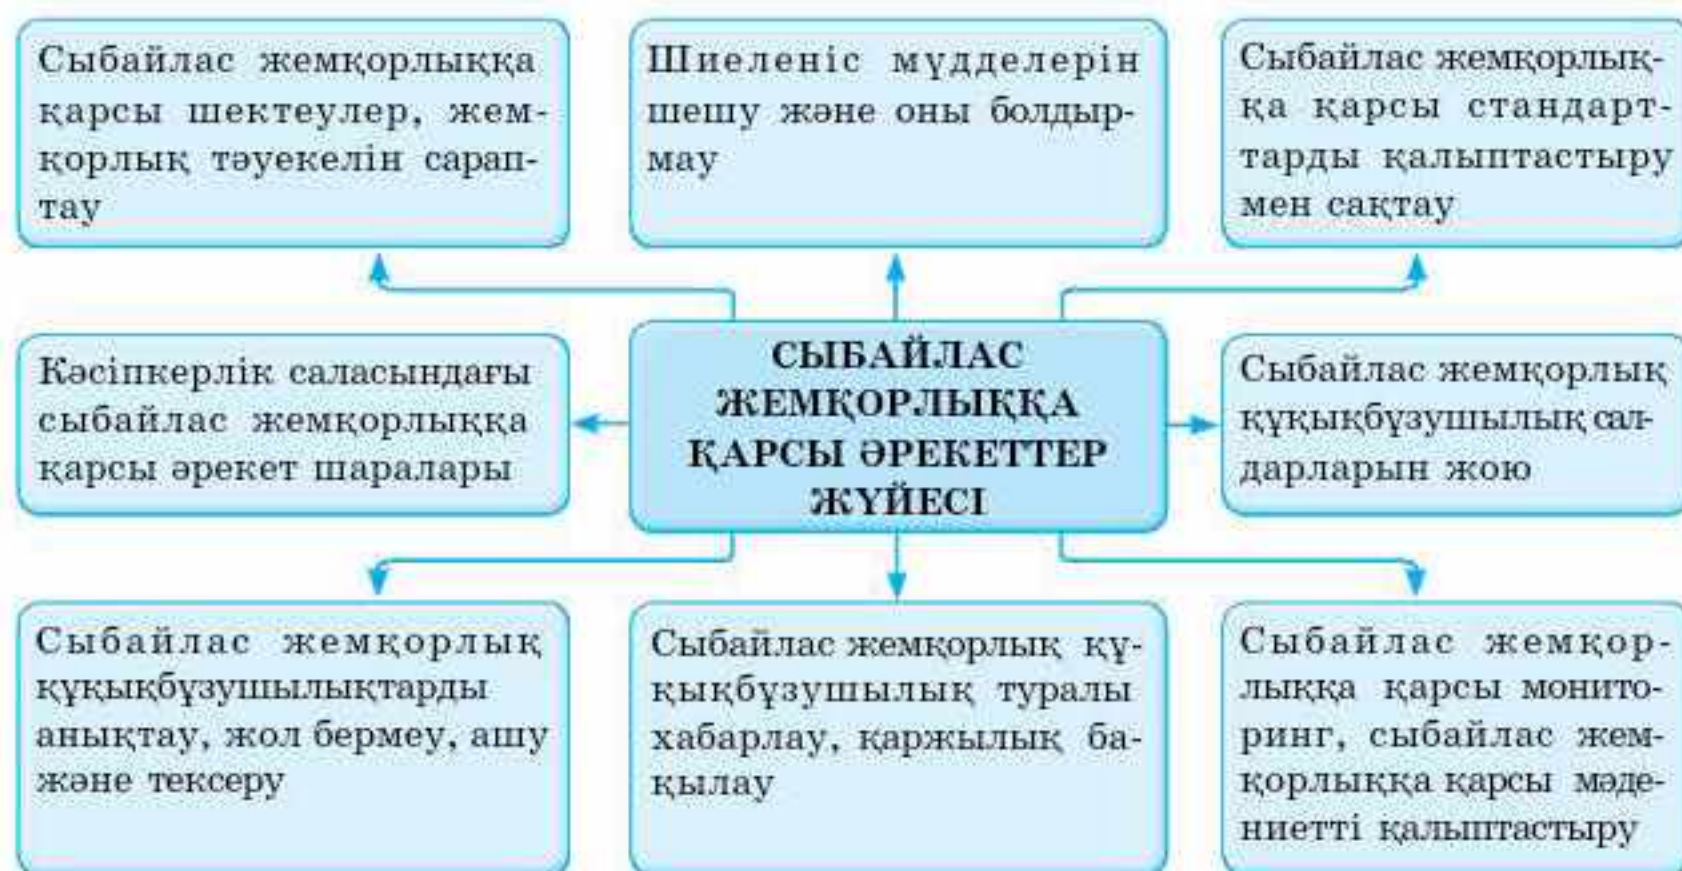 Сыбайлас жемқорлыққа
қарсы шектеулер, жем-
қорлық тәуекелін сарап-
тау
Шиеленіс мүдделерін
шешу және оны болдыр-
мау
Сыбайлас жемқорлық-
қа қарсы стандарт-
тарды қалыптастыру
мен сақтау
Кәсіпкерлік саласындағы
сыбайлас жемқорлыққа
қарсы әрекет шаралары
СЫБАЙЛАС
ЖЕМҚОРЛЫҚҚА
ҚАРСЫ ӘРЕКЕТТЕР
ЖҮЙЕСІ
Сыбайлас жемқорлық
құқықбұзушылық сал-
дарларын жою
Сыбайлас жемқорлық
құқықбұзушылықтарды
анықтау, жол бермеу, ашу
және тексеру
Сыбайлас жемқорлық құ-
қықбұзушылық туралы
хабарлау, қаржылық ба-
қылау
Сыбайлас жемқор-
лыққа қарсы монито-
ринг, сыбайлас жем-
қорлыққа қарсы мәде-
ниетті қалыптастыру